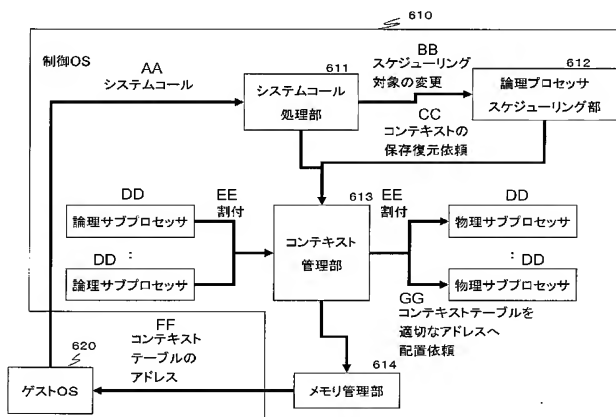 610
制御OS
AA
システムコール
611
システムコール
処理部
BB
スケジューリング
対象の変更
612
論理プロセッサ
スケジューリング部
CC
コンテキストの
保存復元依頼
DD
論理サブプロセッサ
:
DD
論理サブプロセッサ
EE
割付
613
コンテキスト
管理部
EE
割付
DD
物理サブプロセッサ
:
DD
物理サブプロセッサ
GG
コンテキストテーブルを
適切なアドレスへ
配置依頼
FF
コンテキスト
テーブルの
アドレス
620
ゲストOS
614
メモリ管理部